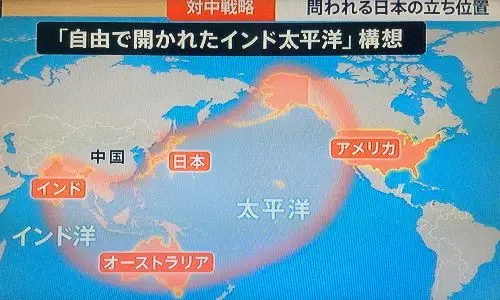 対中戦略
問われる日本の立ち位置
「自由で開かれたインド太平洋」構想
中国
日本
アメリカ
インド
太平洋
インド洋
オーストラリア